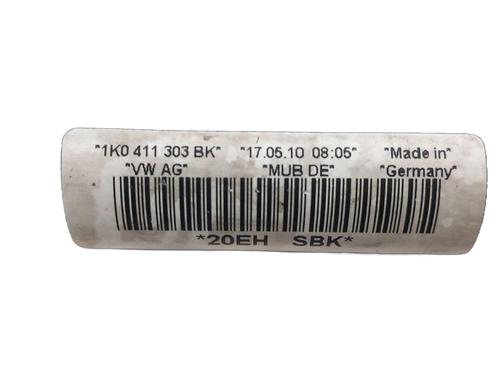 "1K0 411 303 BK" "17.05.10 08:05" "Made in"
"VW AG" "MUB DE" "Germany"
*20EH SBK*